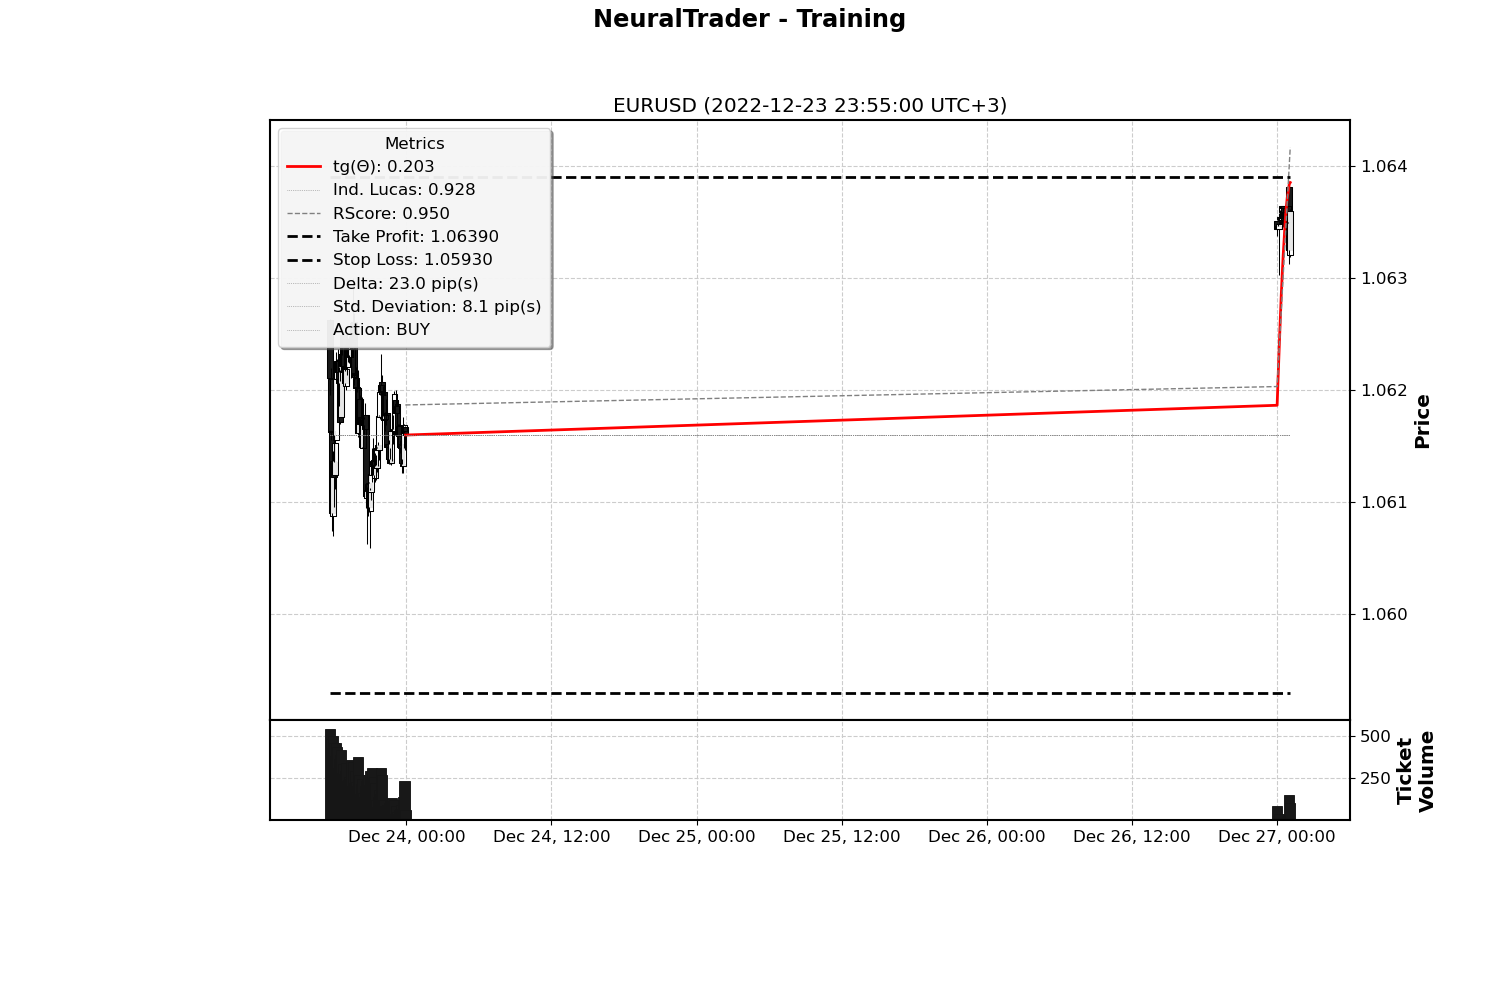 NeuralTrader - Training
EURUSD (2022-12-23 23:55:00 UTC+3)
Metrics
tg(Θ): 0.203
Ind. Lucas: 0.928
RScore: 0.950
Take Profit: 1.06390
Stop Loss: 1.05930
Delta: 23.0 pip(s)
Std. Deviation: 8.1 pip(s)
Action: BUY
1.064
1.063
1.062
1.061
1.060
Price
500
250
Ticket
Volume
Dec 24, 00:00
Dec 24, 12:00
Dec 25, 00:00
Dec 25, 12:00
Dec 26, 00:00
Dec 26, 12:00
Dec 27, 00:00